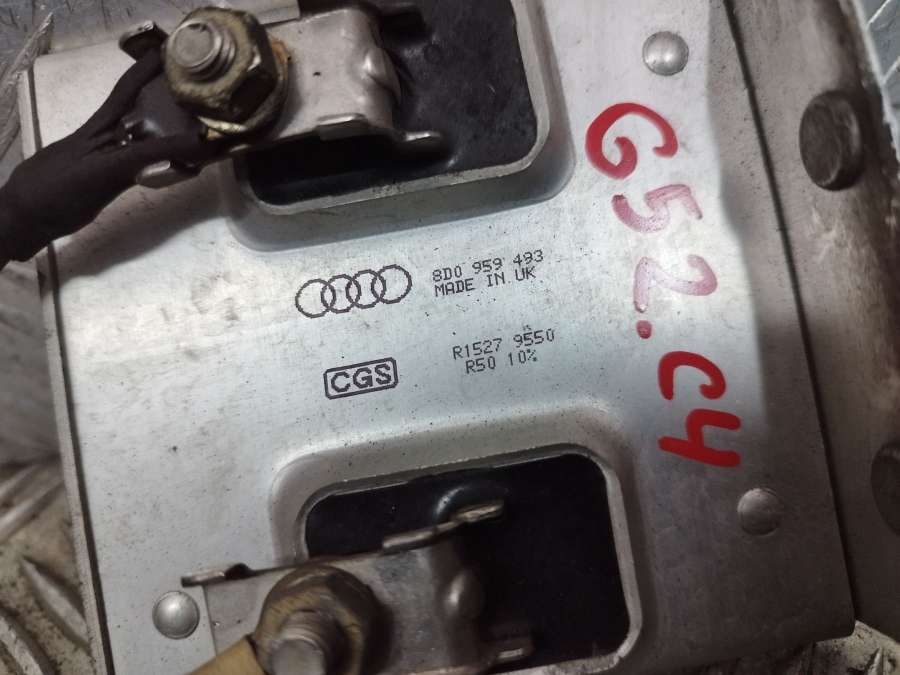 8D0 959 493
MADE IN UK
R1527 9550
R50 10%
CGS
G52.C4